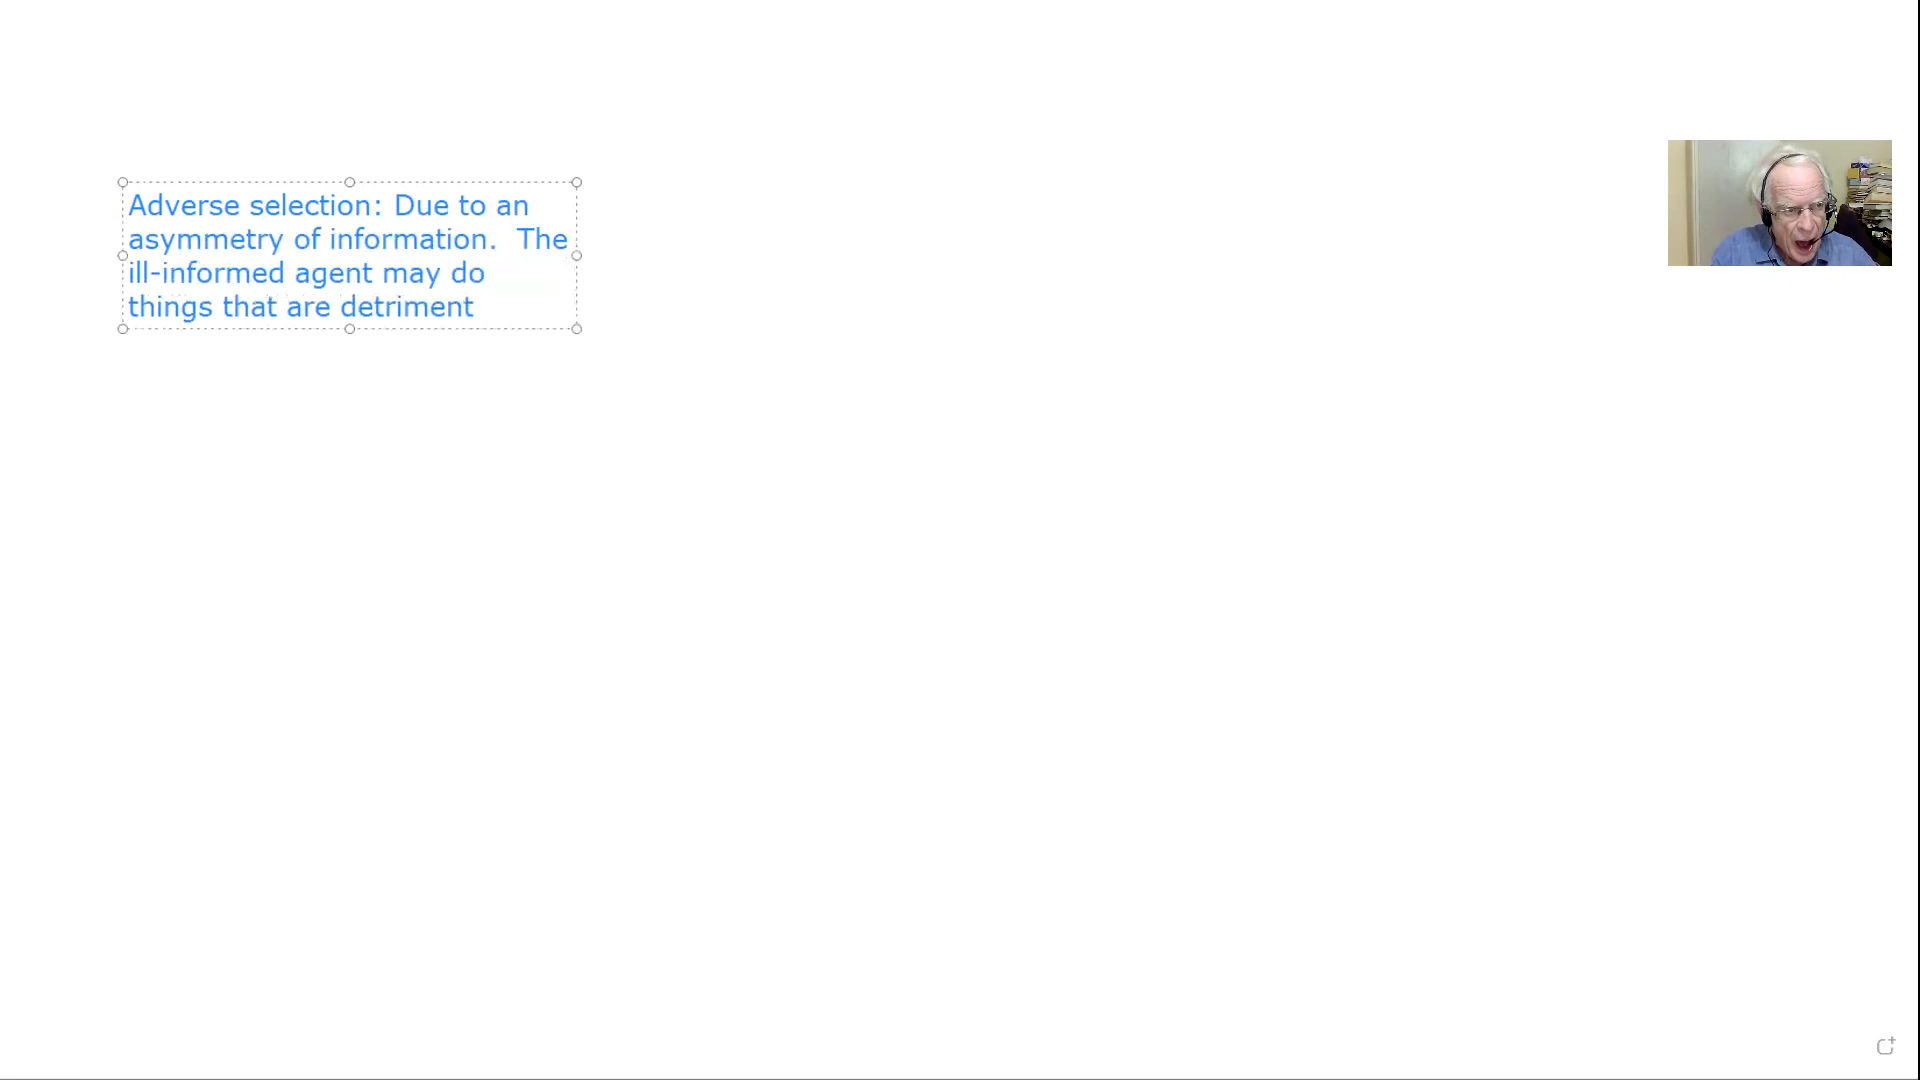 Adverse selection: Due to an
asymmetry of information.  The
ill-informed agent may do
things that are detriment